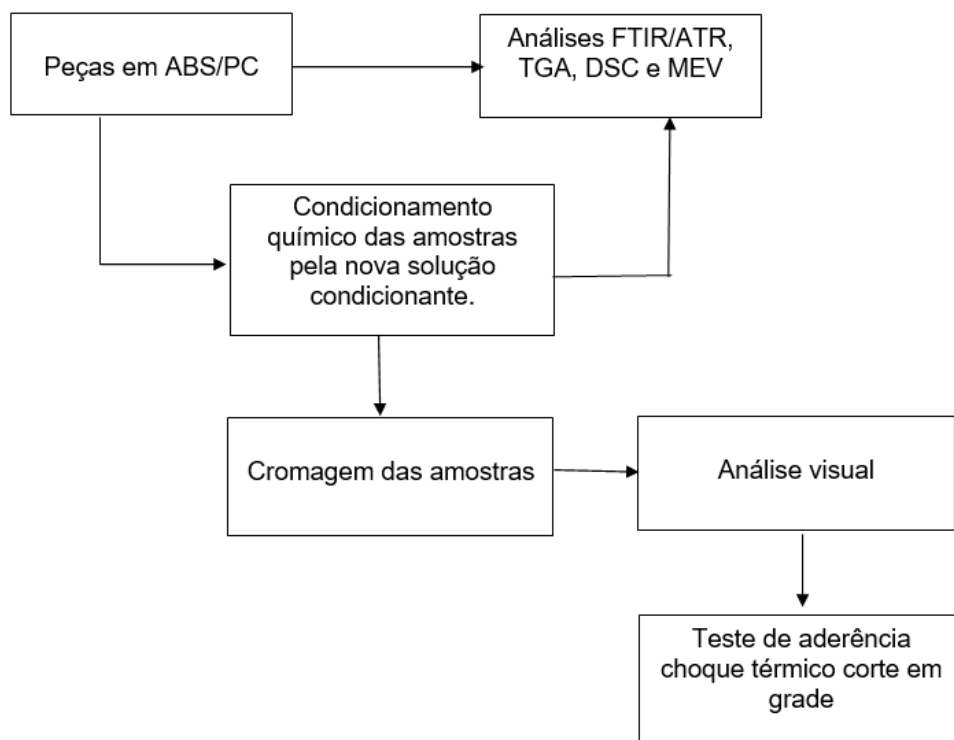 Peças em ABS/PC
Análises FTIR/ATR,
TGA, DSC e MEV
Condicionamento
químico das amostras
pela nova solução
condicionante.
Cromagem das amostras
Análise visual
Teste de aderência
choque térmico corte em
grade